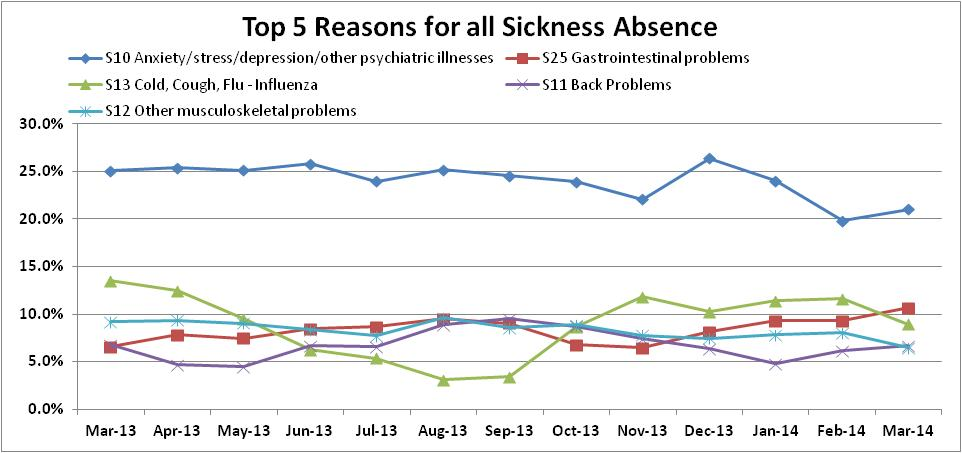 Top 5 Reasons for all Sickness Absence
S10 Anxiety/stress/depression/other psychiatric illnesses
S25 Gastrointestinal problems
S13 Cold, Cough, Flu - Influenza
S11 Back Problems
S12 Other musculoskeletal problems
30.0%
25.0%
20.0%
15.0%
10.0%
5.0%
0.0%
Mar-13 Apr-13 May-13 Jun-13 Jul-13 Aug-13 Sep-13 Oct-13 Nov-13 Dec-13 Jan-14 Feb-14 Mar-14